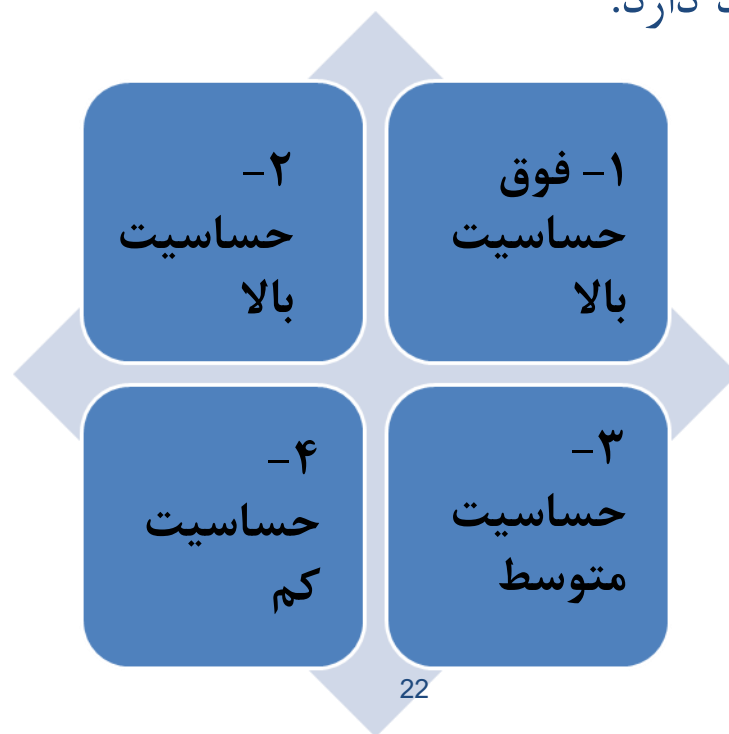 دارد.
۱- فوق
حساسیت
بالا
۲-
حساسیت
بالا
۳-
حساسیت
متوسط
۴-
حساسیت
کم
22